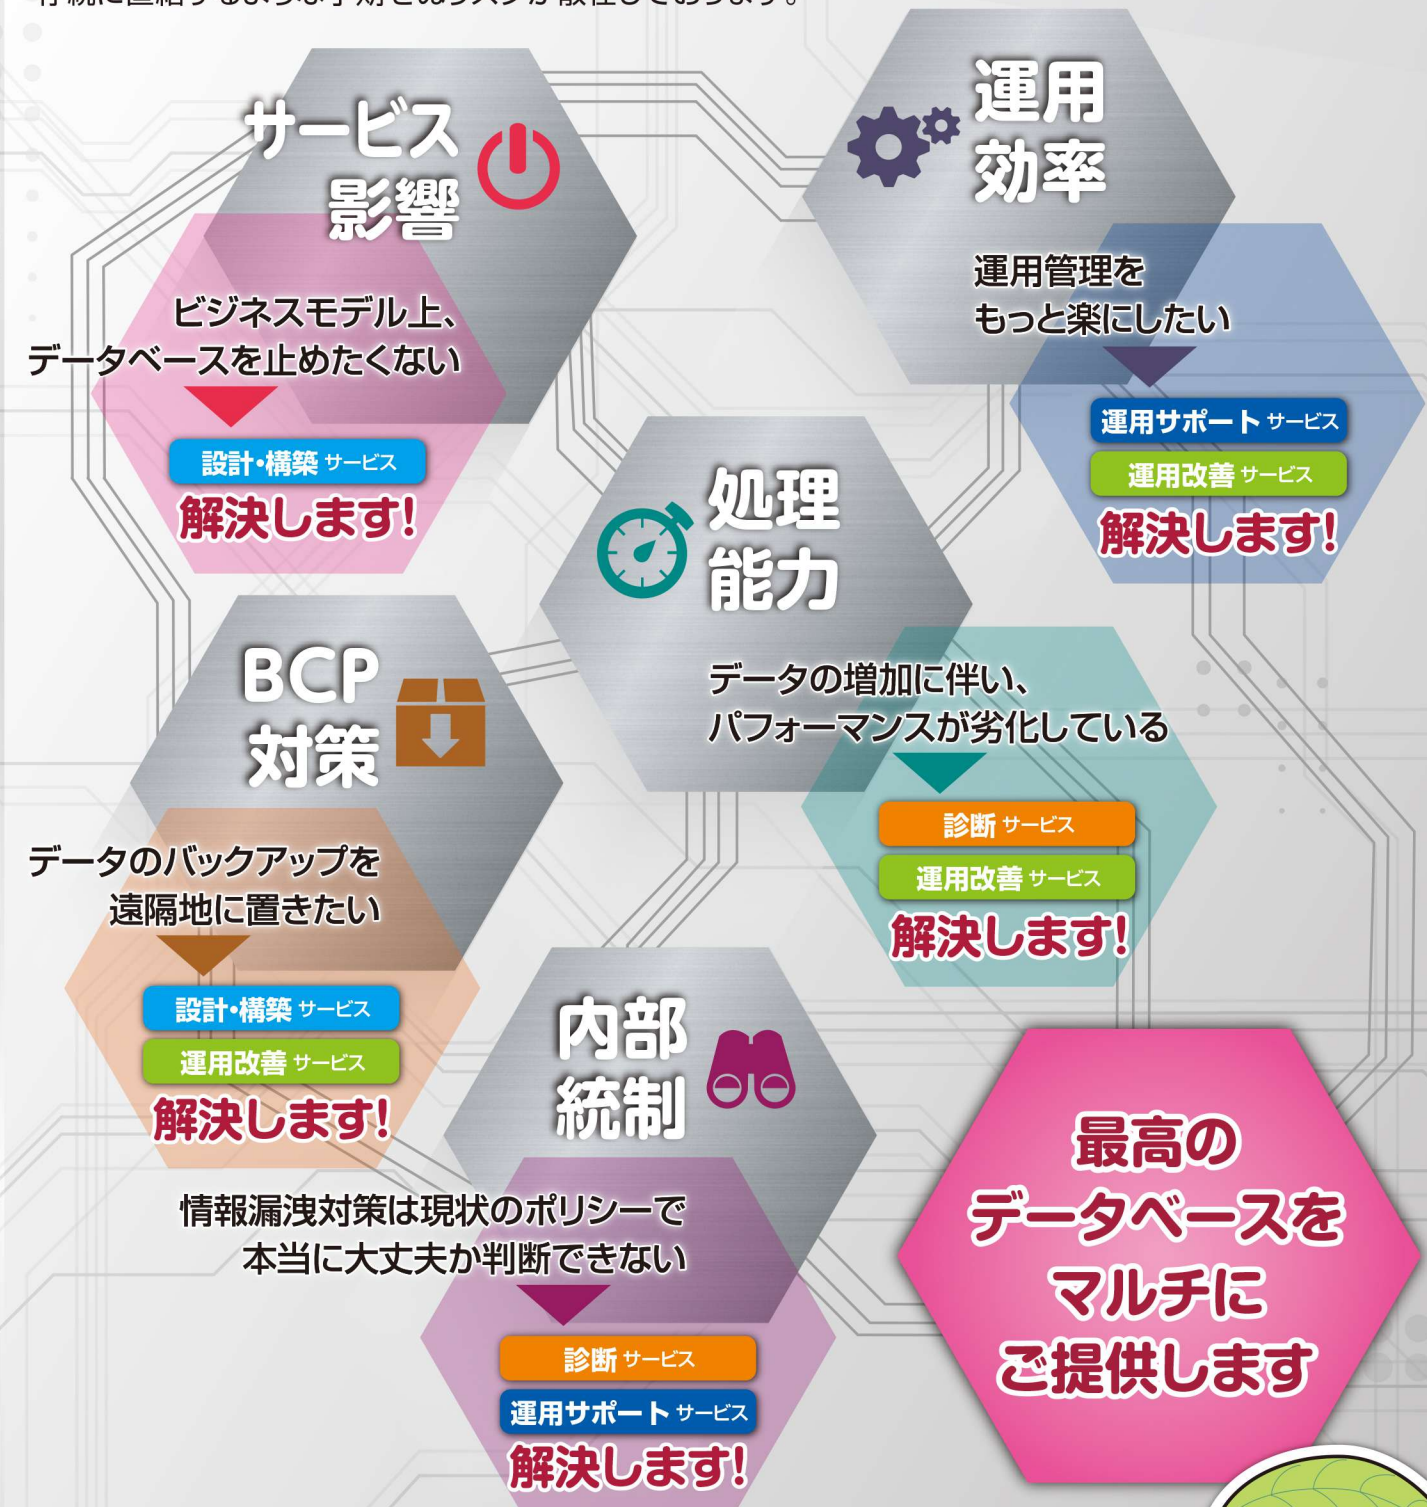 サービス
影響
ビジネスモデル上、
データベースを止めたくない
設計・構築 サービス
解決します!
運用
効率
運用管理を
もっと楽にしたい
運用サポート サービス
運用改善 サービス
解決します!
処理
能力
データの増加に伴い、
パフォーマンスが劣化している
診断 サービス
運用改善 サービス
解決します!
BCP
対策
データのバックアップを
遠隔地に置きたい
設計・構築 サービス
運用改善 サービス
解決します!
内部
統制
情報漏洩対策は現状のポリシーで
本当に大丈夫か判断できない
診断 サービス
運用サポート サービス
解決します!
最高の
データベースを
マルチに
ご提供します